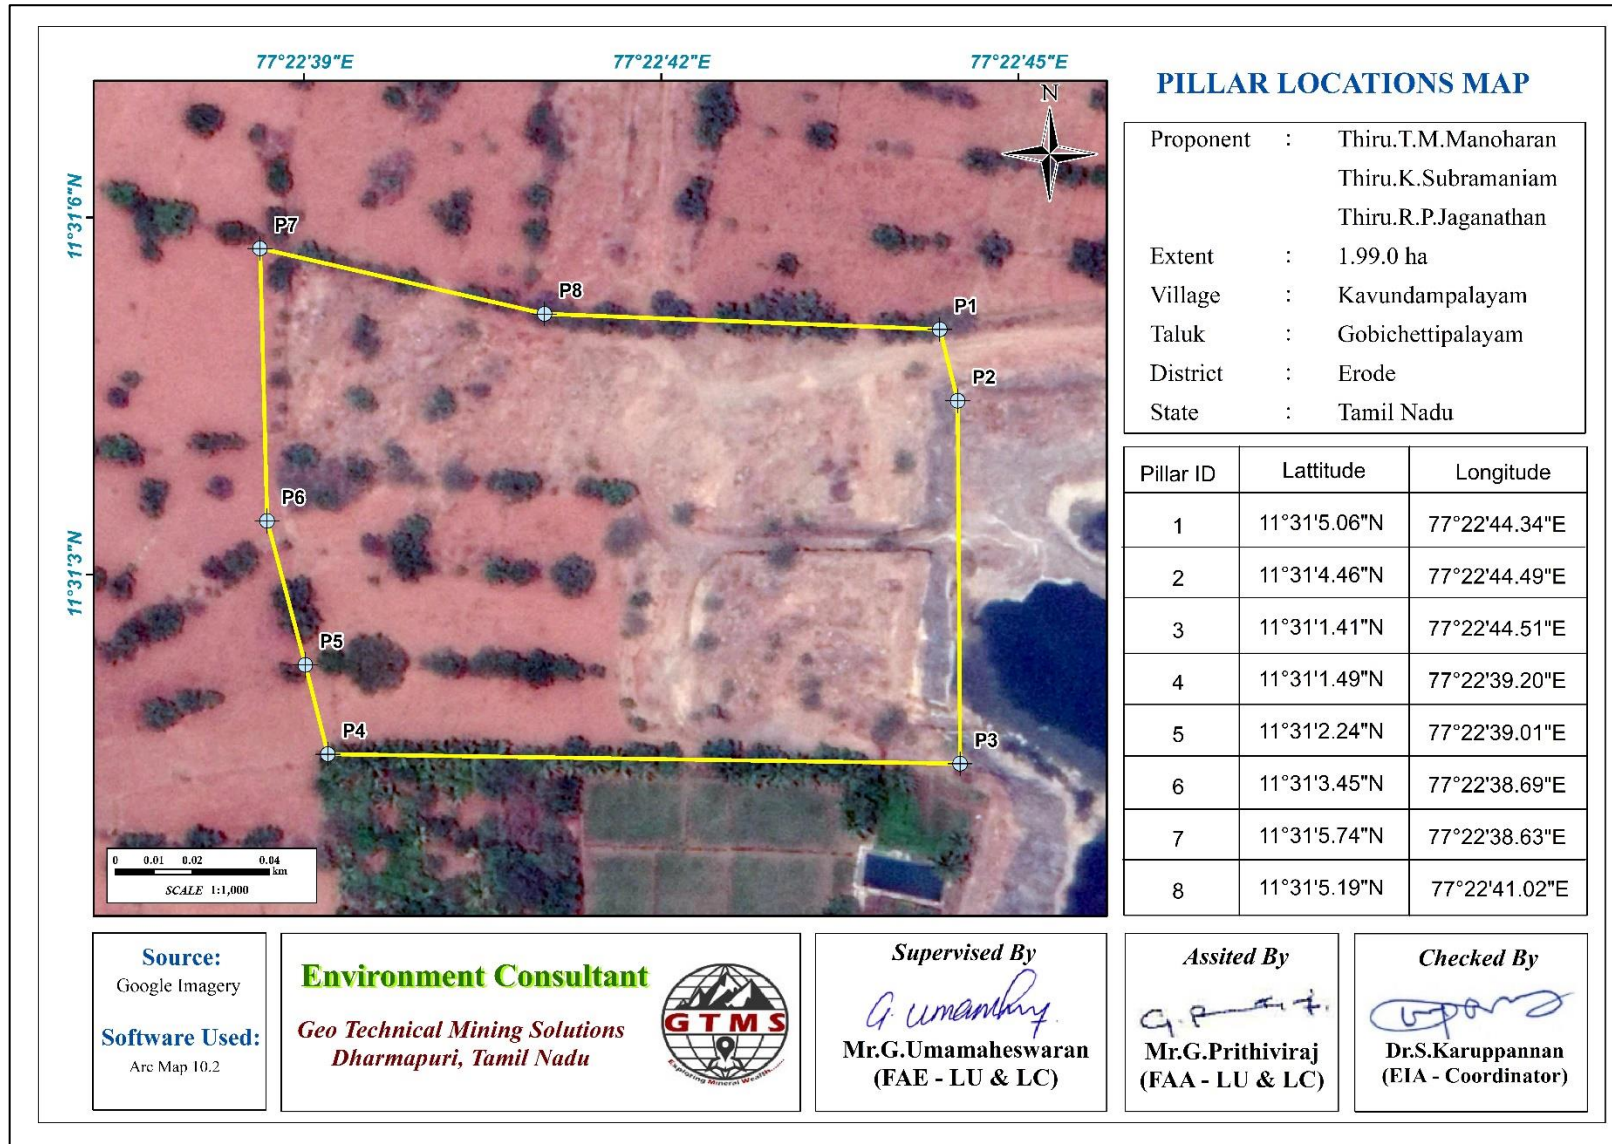 77°22'39"E 77°22'42"E 77°22'45"E
11°31'6"N
11°31'3"N
N
P7
P8
P1
P2
P6
P5
P4
P3
0 0.01 0.02 0.04
km
SCALE 1:1,000
PILLAR LOCATIONS MAP
Proponent : Thiru.T.M.Manoharan
Thiru.K.Subramaniam
Thiru.R.P.Jaganathan
Extent : 1.99.0 ha
Village : Kavundampalayam
Taluk : Gobichettipalayam
District : Erode
State : Tamil Nadu
Pillar ID Lattitude Longitude
1 11°31'5.06"N 77°22'44.34"E
2 11°31'4.46"N 77°22'44.49"E
3 11°31'1.41"N 77°22'44.51"E
4 11°31'1.49"N 77°22'39.20"E
5 11°31'2.24"N 77°22'39.01"E
6 11°31'3.45"N 77°22'38.69"E
7 11°31'5.74"N 77°22'38.63"E
8 11°31'5.19"N 77°22'41.02"E
Source:
Google Imagery
Software Used:
Arc Map 10.2
Environment Consultant
Geo Technical Mining Solutions
Dharmapuri, Tamil Nadu
GTMS
Exploring Mineral Wealth......
Supervised By
Mr.G.Umamaheswaran
(FAE - LU & LC)
Assited By
Mr.G.Prithiviraj
(FAA - LU & LC)
Checked By
Dr.S.Karuppannan
(EIA - Coordinator)